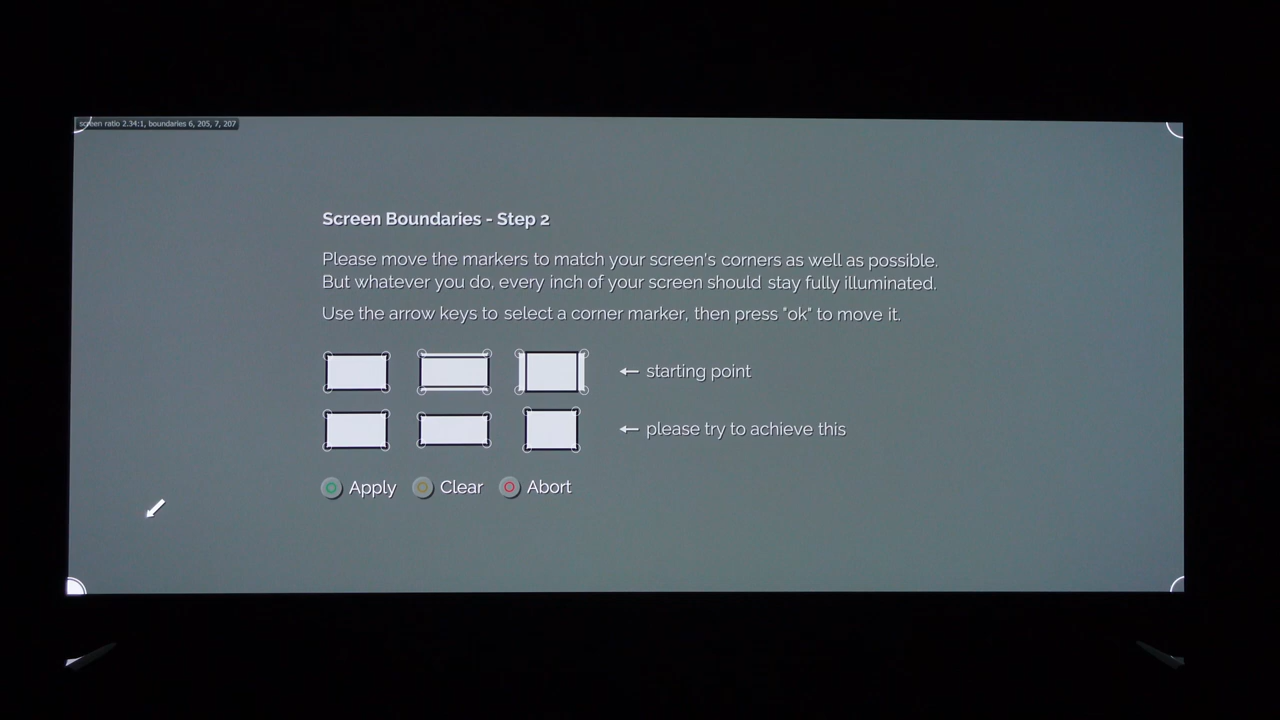 screen ratio 2.34:1, boundaries 6, 205, 7, 207
Screen Boundaries - Step 2
Please move the markers to match your screen's corners as well as possible.
But whatever you do, every inch of your screen should stay fully illuminated.
Use the arrow keys to select a corner marker, then press "ok" to move it.
← starting point
← please try to achieve this
Apply Clear Abort